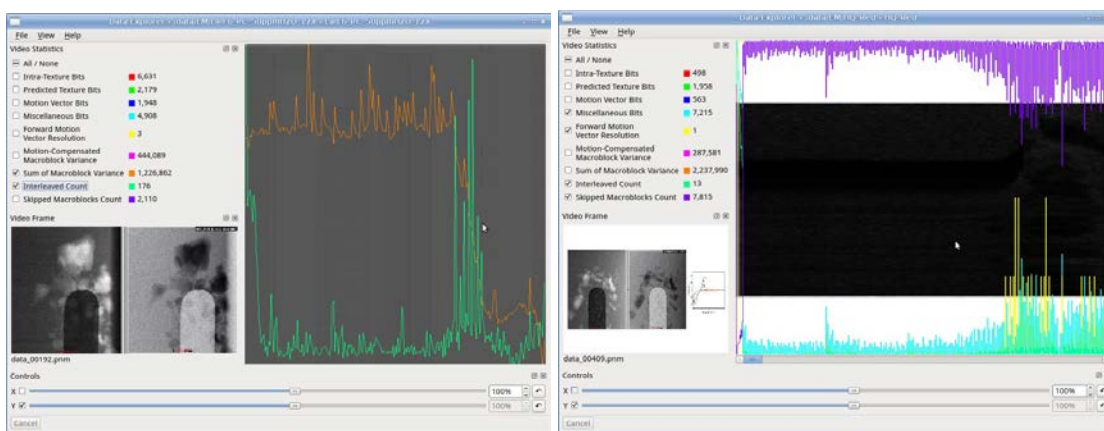 File View Help
Video Statistics
All / None
Intra-Texture Bits 6,631
Predicted Texture Bits 2,179
Motion Vector Bits 1,948
Miscellaneous Bits 4,908
Forward Motion
Vector Resolution 3
Motion-Compensated
Macroblock Variance 444,089
Sum of Macroblock Variance 1,226,862
Interleaved Count 176
Skipped Macroblocks Count 2,110
Video Frame
data_00192.pnm
Controls
X 100%
Y 100%
Cancel
File View Help
Video Statistics
All / None
Intra-Texture Bits 498
Predicted Texture Bits 1,958
Motion Vector Bits 563
Miscellaneous Bits 7,215
Forward Motion
Vector Resolution 1
Motion-Compensated
Macroblock Variance 287,581
Sum of Macroblock Variance 2,237,990
Interleaved Count 13
Skipped Macroblocks Count 7,815
Video Frame
data_00409.pnm
Controls
X 100%
Y 100%
Cancel